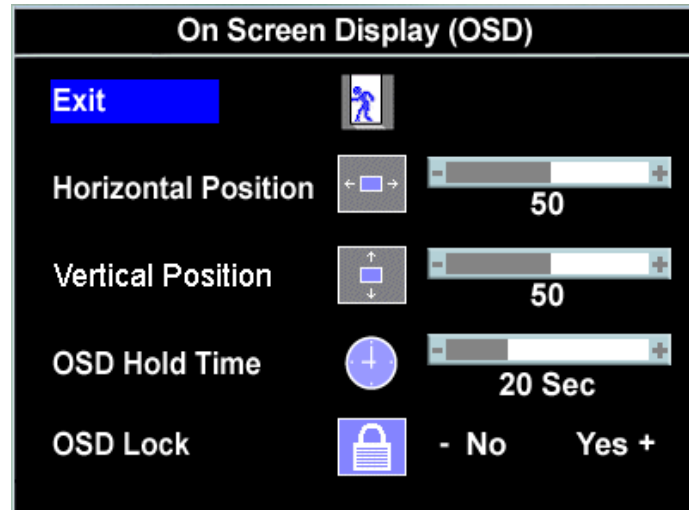 On Screen Display (OSD)
Exit
Horizontal Position - +
50
Vertical Position - +
50
OSD Hold Time - +
20 Sec
OSD Lock - No Yes +